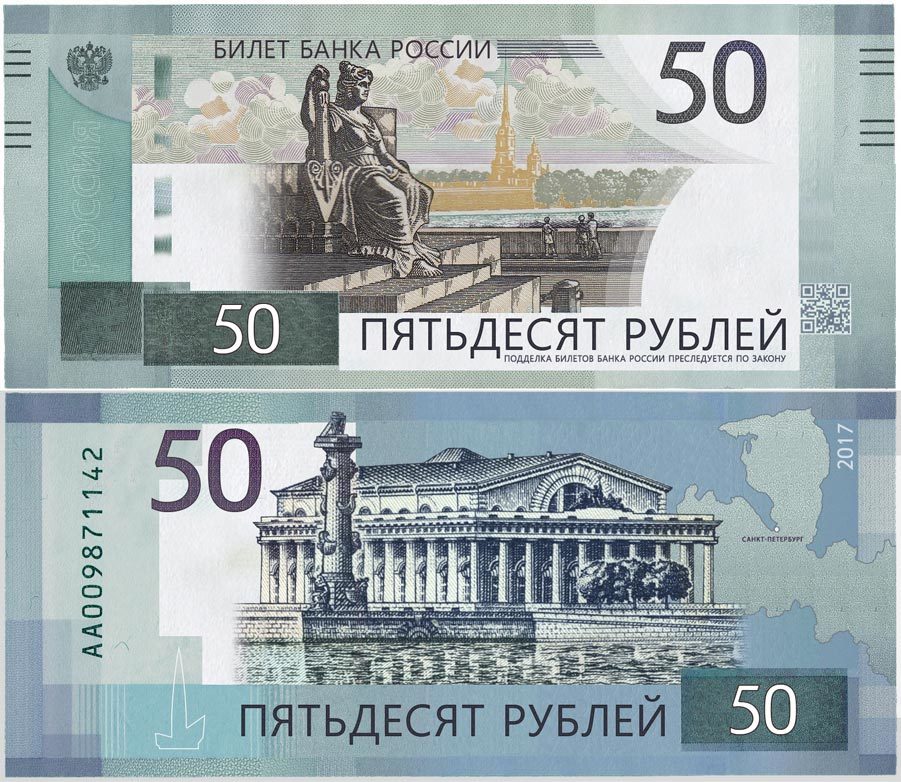 БИЛЕТ БАНКА РОССИИ
50
РОССИЯ
50
ПЯТЬДЕСЯТ РУБЛЕЙ
ПОДДЕЛКА БИЛЕТОВ БАНКА РОССИИ ПРЕСЛЕДУЕТСЯ ПО ЗАКОНУ
50
2017
АА009871142
САНКТ-ПЕТЕРБУРГ
ПЯТЬДЕСЯТ РУБЛЕЙ
50